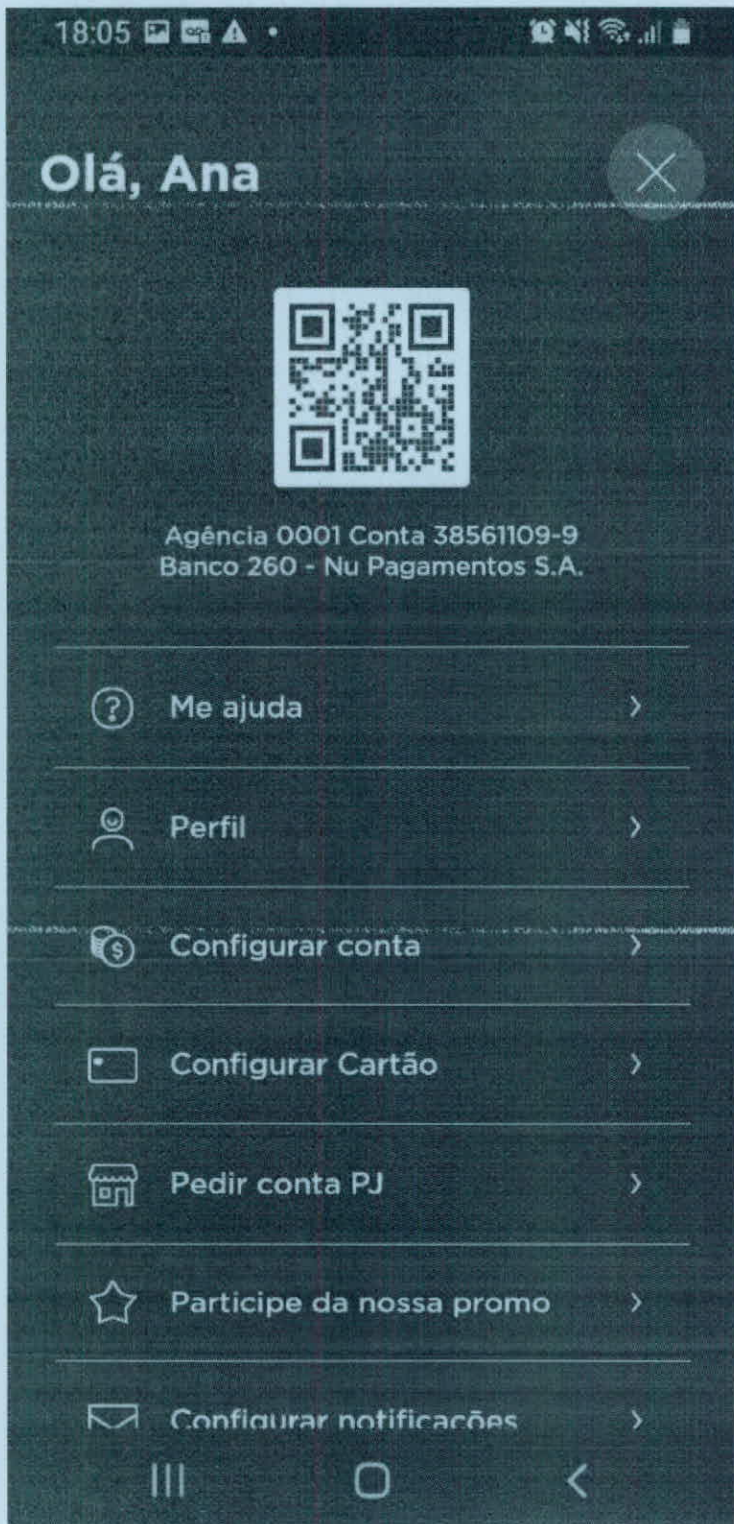 18:05
Olá, Ana
Agência 0001 Conta 38561109-9
Banco 260 - Nu Pagamentos S.A.
Me ajuda
Perfil
Configurar conta
Configurar Cartão
Pedir conta PJ
Participe da nossa promo
Configurar notificações